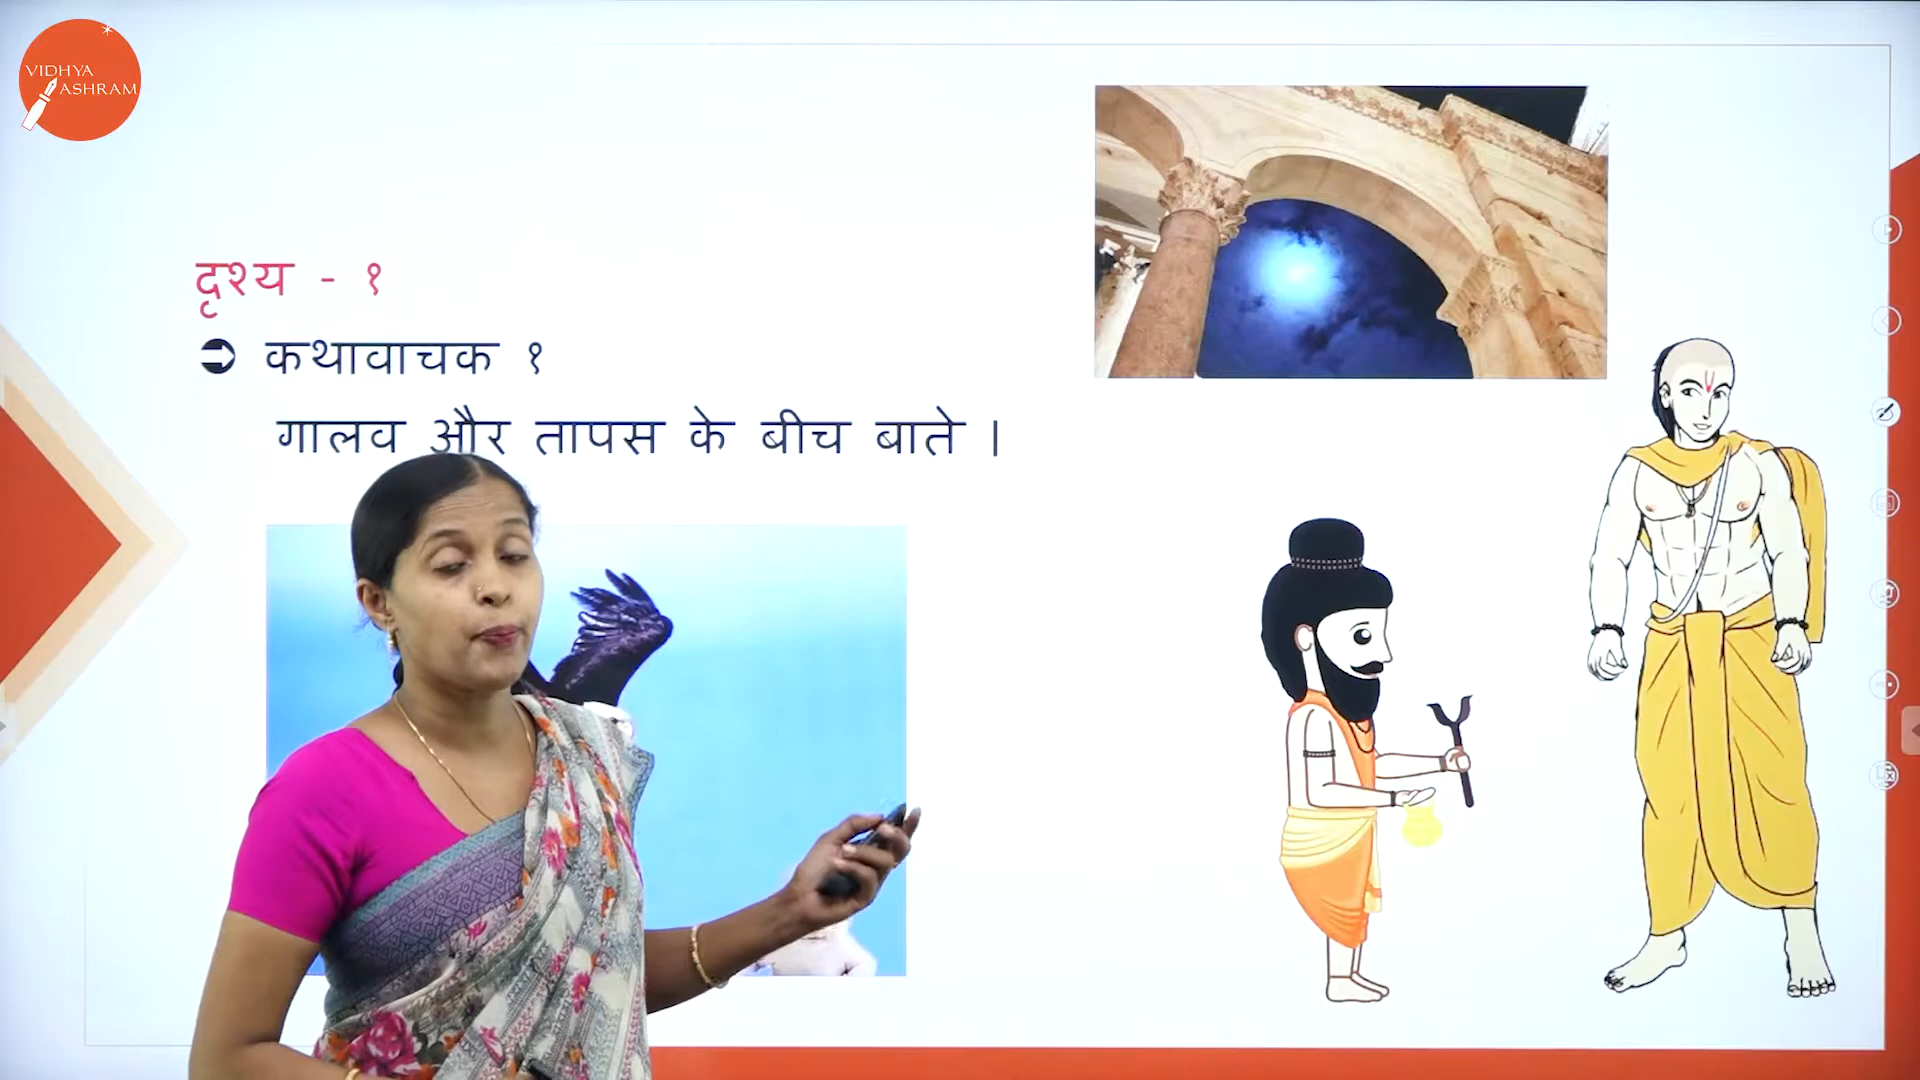 VIDHYA
ASHRAM
दृश्य - १
➲ कथावाचक १
गालव और तापस के बीच बाते ।